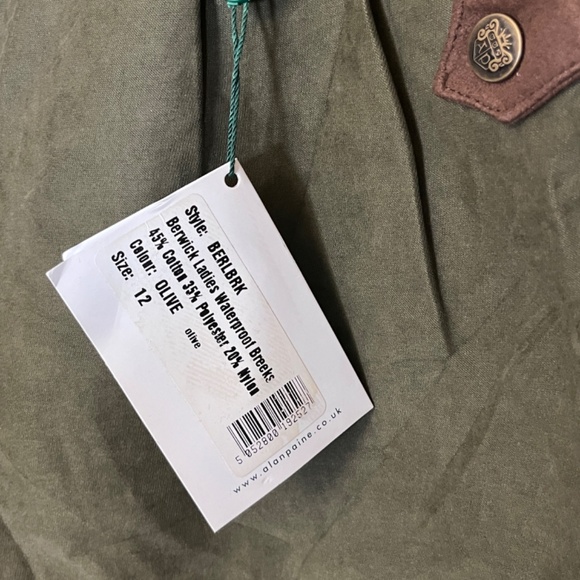 Style: BERLBRK
Berwick Ladies Waterproof Breeks
45% Cotton 35% Polyester 20% Nylon
Colour: OLIVE
olive
Size: 12
5 052800 192527
www.alanpaine.co.uk